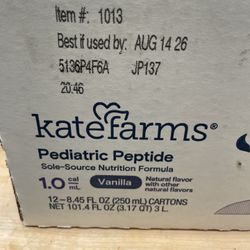 Item #: 1013
Best if used by: AUG 14 26
5136P4F6A JP137
20:46
katefarms®
Pediatric Peptide
Sole-Source Nutrition Formula
1.0 cal mL Vanilla Natural flavor with other natural flavors
12–8.45 FL OZ (250 mL) CARTONS
NET 101.4 FL OZ (3.17 QT) 3 L